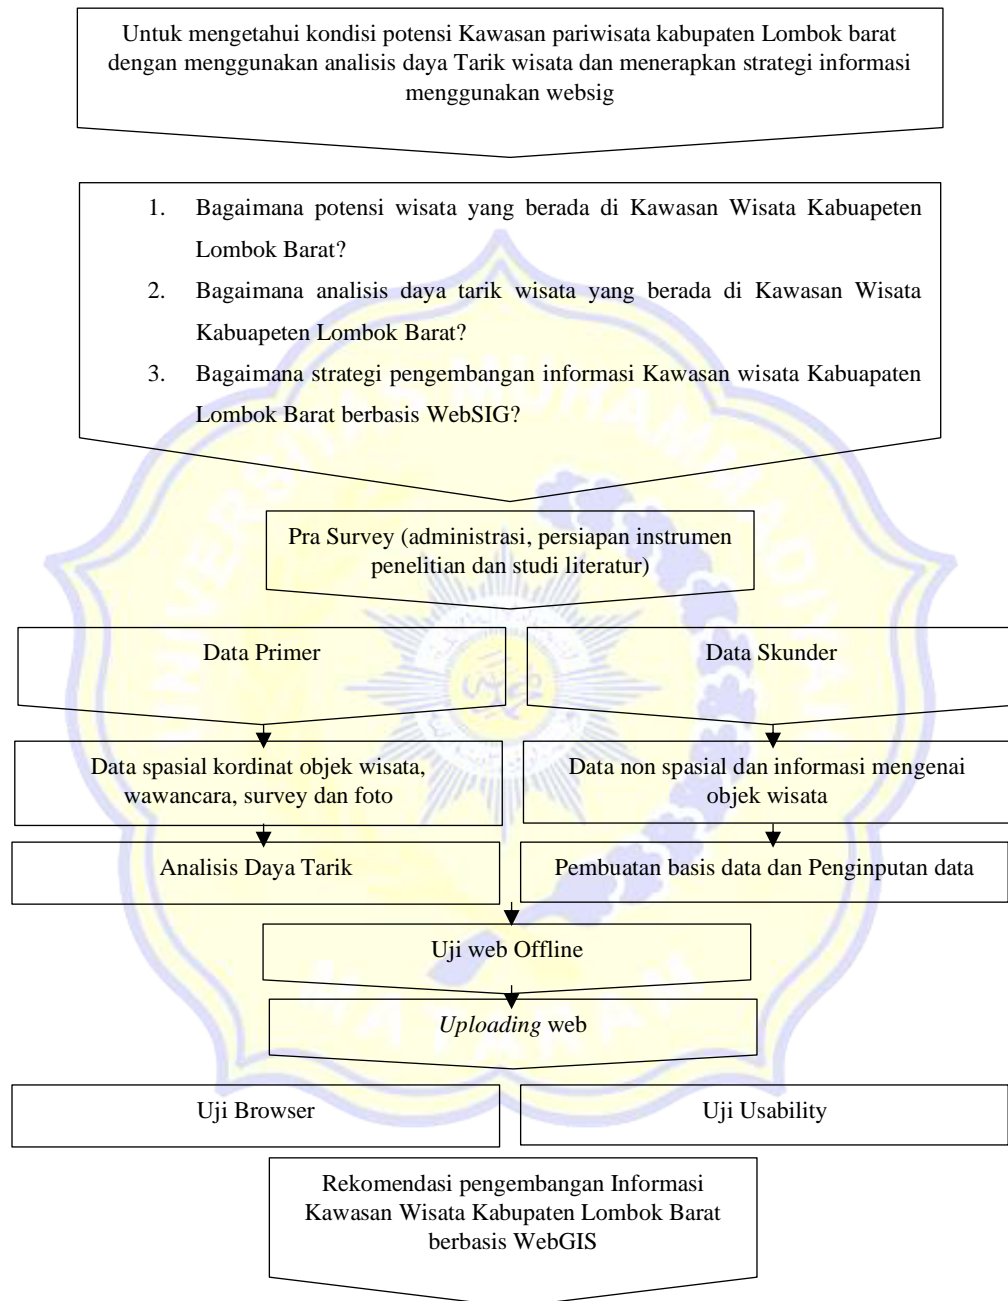 Untuk mengetahui kondisi potensi Kawasan pariwisata kabupaten Lombok barat
dengan menggunakan analisis daya Tarik wisata dan menerapkan strategi informasi
menggunakan websig
1. Bagaimana potensi wisata yang berada di Kawasan Wisata Kabuapeten
Lombok Barat?
2. Bagaimana analisis daya tarik wisata yang berada di Kawasan Wisata
Kabuapeten Lombok Barat?
3. Bagaimana strategi pengembangan informasi Kawasan wisata Kabuapaten
Lombok Barat berbasis WebSIG?
Pra Survey (administrasi, persiapan instrumen
penelitian dan studi literatur)
Data Primer
Data Skunder
Data spasial kordinat objek wisata,
wawancara, survey dan foto
Data non spasial dan informasi mengenai
objek wisata
Analisis Daya Tarik
Pembuatan basis data dan Penginputan data
Uji web Offline
Uploading web
Uji Browser
Uji Usability
Rekomendasi pengembangan Informasi
Kawasan Wisata Kabupaten Lombok Barat
berbasis WebGIS
UNIVERSITAS MUHAMMADIYAH
MATARAM